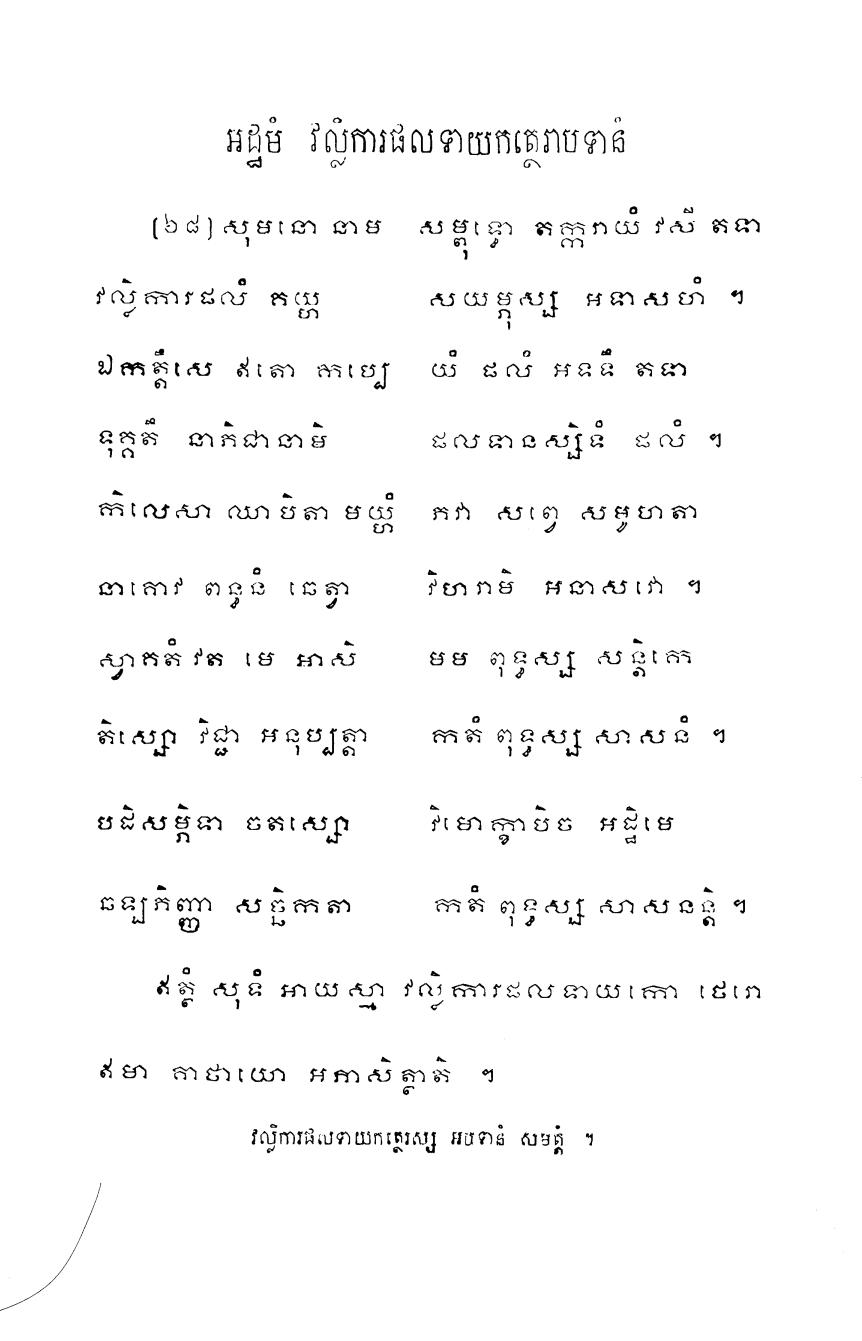 អដ្ឋមំ វល្លិការផលទាយកត្ថេរាបទានំ
[៦៨] សុមនោ នាម សម្ពុទ្ធោ តក្ករាយំ វសី តទា
វល្លិការផលំ គយ្ហ សយម្ភុស្ស អទាសហំ ។
ឯកត្តឹសេ ឥតោ កប្បេ យំ ផលំ អទទឹ តទា
ទុគ្គតឹ នាភិជានាមិ ផលទានស្សិទំ ផលំ ។
កិលេសា ឈាបិតា មយ្ហំ ភវា សព្វេ សមូហតា
នាគោវ ពន្ធនំ ឆេត្វា វិហរាមិ អនាសវោ ។
ស្វាគតំ វត មេ អាសិ មម ពុទ្ធស្ស សន្តិកេ
តិស្សោ វិជ្ជា អនុប្បត្តា កតំ ពុទ្ធស្ស សាសនំ ។
បដិសម្ភិទា ចតស្សោ វិមោក្ខាបិច អដ្ឋិមេ
ឆឡភិញ្ញា សច្ឆិកតា កតំ ពុទ្ធស្ស សាសនន្តិ ។
ឥត្ថំ សុទំ អាយស្មា វល្លិការផលទាយកោ ថេរោ
ឥមា គាថាយោ អភាសិត្ថាតិ ។
វល្លិការផលទាយកត្ថេរស្ស អបទានំ សមត្តំ ។